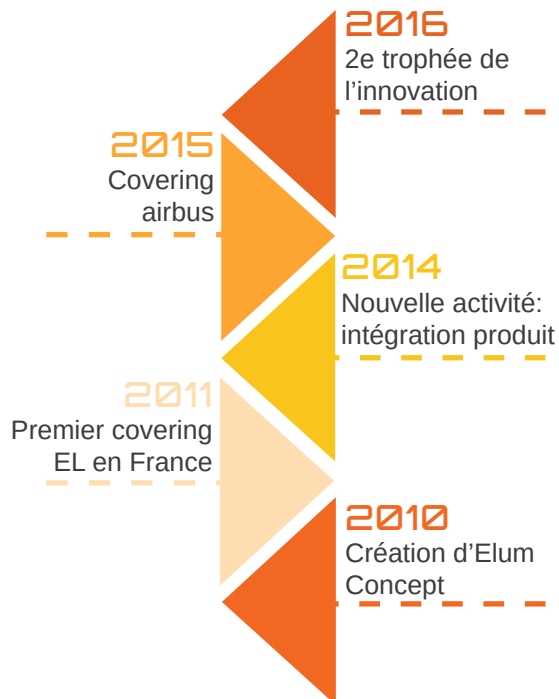 2016
2e trophée de
l’innovation
2015
Covering
airbus
2014
Nouvelle activité:
intégration produit
2011
Premier covering
EL en France
2010
Création d’Elum
Concept